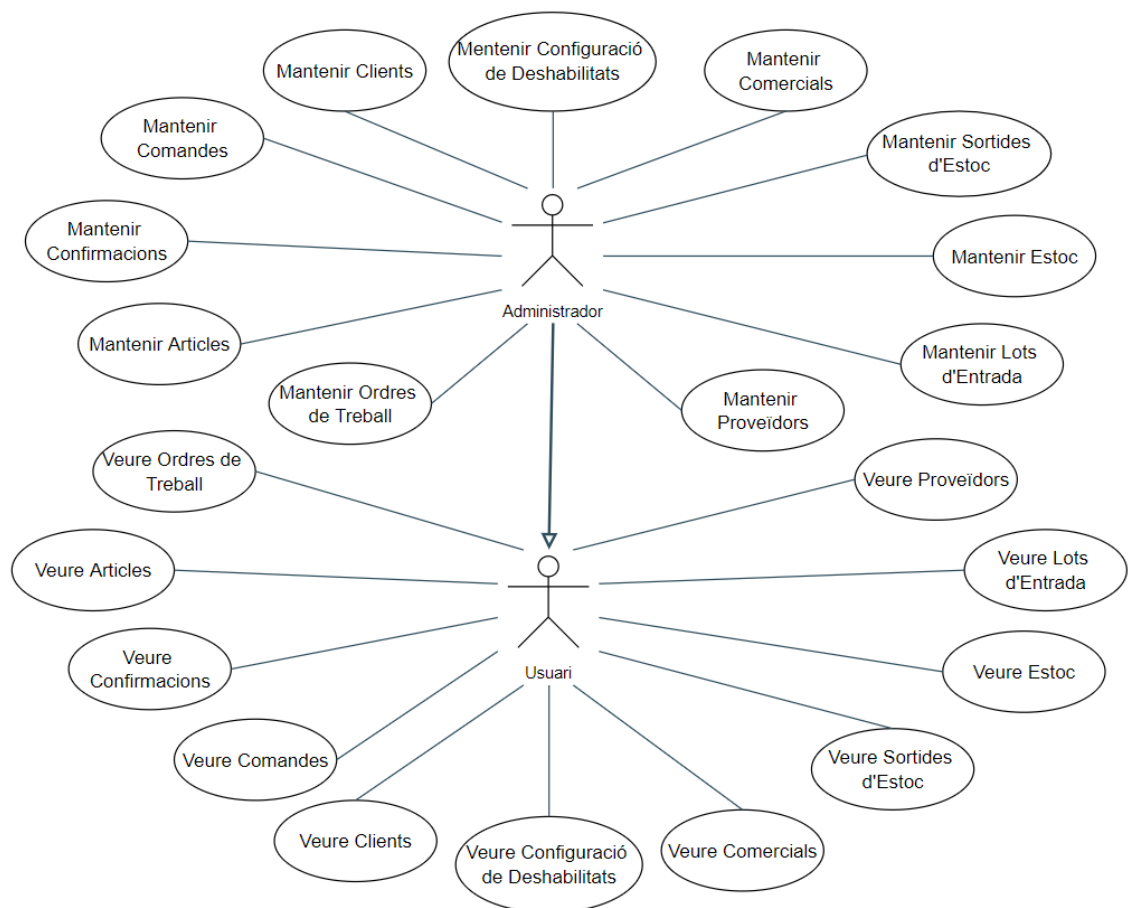 Mentenir Configuració
de Deshabilitats
Mantenir Clients
Mantenir
Comercials
Mantenir
Comandes
Mantenir Sortides
d'Estoc
Mantenir
Confirmacions
Mantenir Estoc
Administrador
Mantenir Articles
Mantenir Lots
d'Entrada
Mantenir Ordres
de Treball
Mantenir
Proveïdors
Veure Ordres de
Treball
Veure Proveïdors
Veure Articles
Veure Lots
d'Entrada
Veure
Confirmacions
Usuari
Veure Estoc
Veure Comandes
Veure Sortides
d'Estoc
Veure Clients
Veure Configuració
de Deshabilitats
Veure Comercials